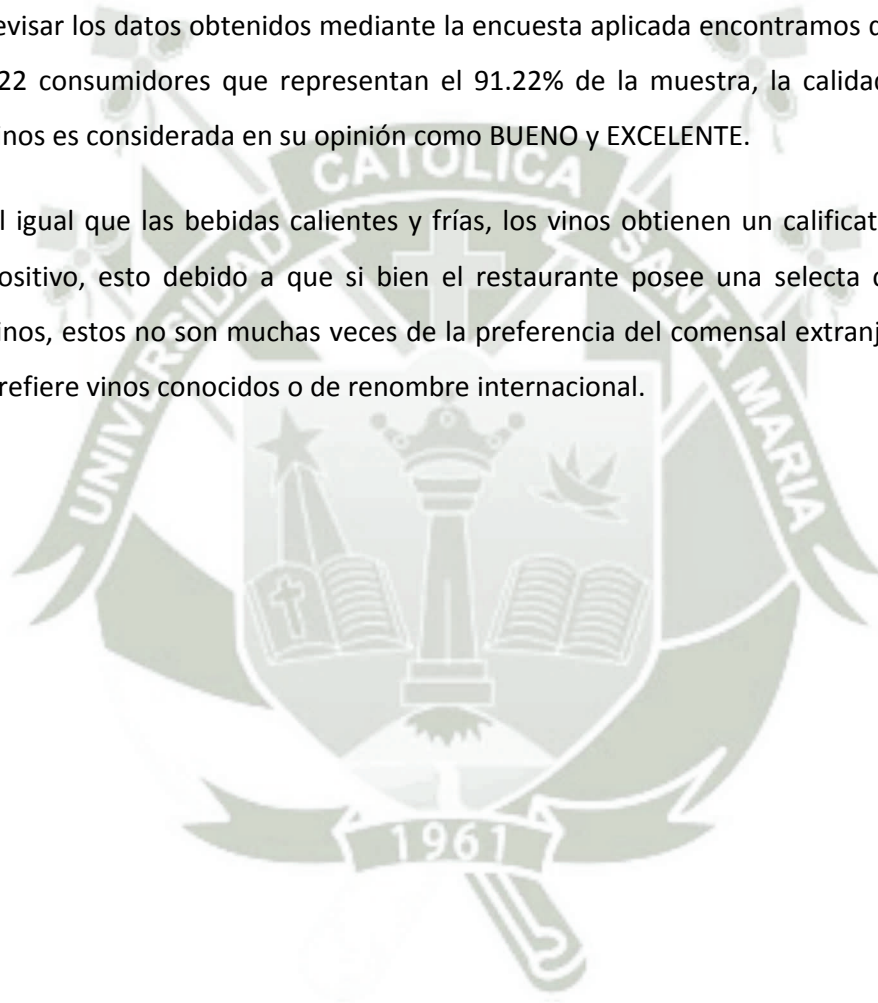 evisar los datos obtenidos mediante la encuesta aplicada encontramos
22 consumidores que representan el 91.22% de la muestra, la calidad
inos es considerada en su opinión como BUENO y EXCELENTE.
l igual que las bebidas calientes y frías, los vinos obtienen un calificat
ositivo, esto debido a que si bien el restaurante posee una selecta
inos, estos no son muchas veces de la preferencia del comensal extranj
refiere vinos conocidos o de renombre internacional.
UNIVERSIDAD CATOLICA SANTA MARIA
1961